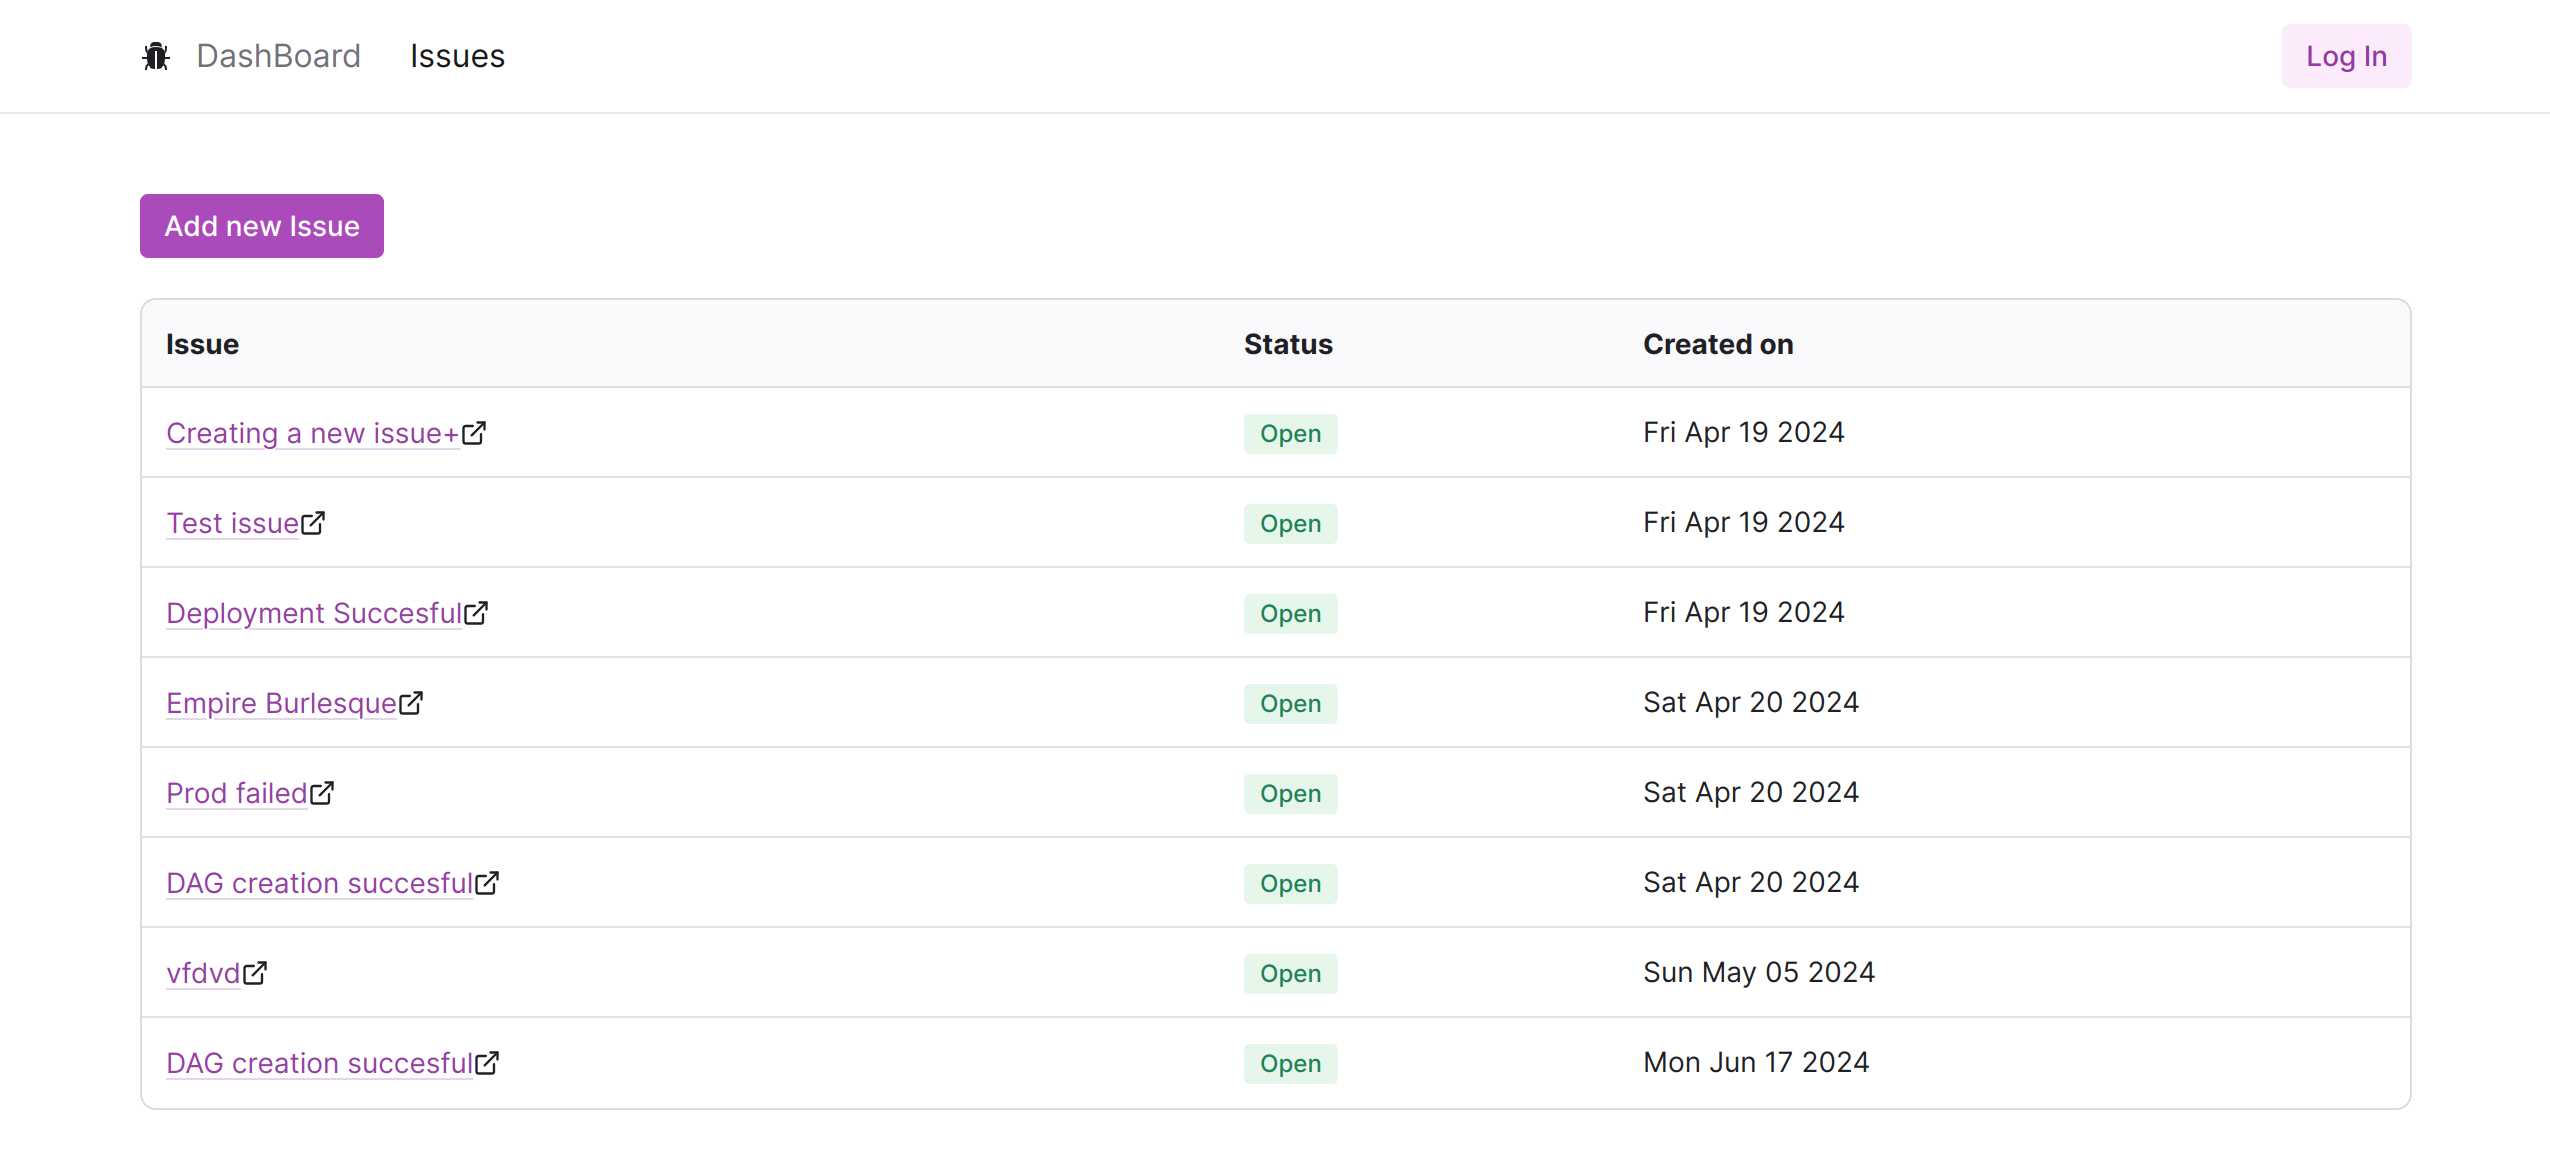 DashBoard Issues Log In
Add new Issue
Issue Status Created on
Creating a new issue+ Open Fri Apr 19 2024
Test issue Open Fri Apr 19 2024
Deployment Succesful Open Fri Apr 19 2024
Empire Burlesque Open Sat Apr 20 2024
Prod failed Open Sat Apr 20 2024
DAG creation succesful Open Sat Apr 20 2024
vfdvd Open Sun May 05 2024
DAG creation succesful Open Mon Jun 17 2024